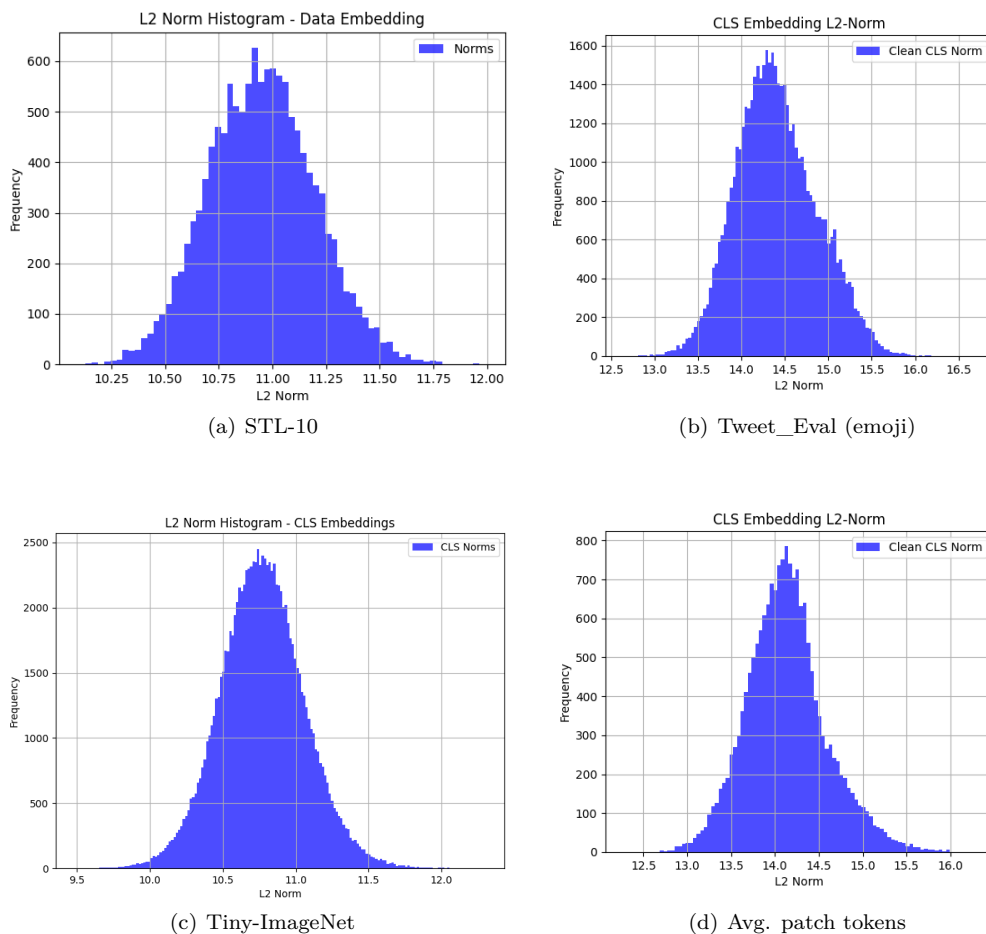 L2 Norm Histogram - Data Embedding
Norms
Frequency
600
500
400
300
200
100
0
10.25 10.50 10.75 11.00 11.25 11.50 11.75 12.00
L2 Norm
(a) STL-10
CLS Embedding L2-Norm
Clean CLS Norm
Frequency
1600
1400
1200
1000
800
600
400
200
0
12.5 13.0 13.5 14.0 14.5 15.0 15.5 16.0 16.5
L2 Norm
(b) Tweet_Eval (emoji)
L2 Norm Histogram - CLS Embeddings
CLS Norms
Frequency
2500
2000
1500
1000
500
0
9.5 10.0 10.5 11.0 11.5 12.0
L2 Norm
(c) Tiny-ImageNet
CLS Embedding L2-Norm
Clean CLS Norm
Frequency
800
700
600
500
400
300
200
100
0
12.5 13.0 13.5 14.0 14.5 15.0 15.5 16.0
L2 Norm
(d) Avg. patch tokens